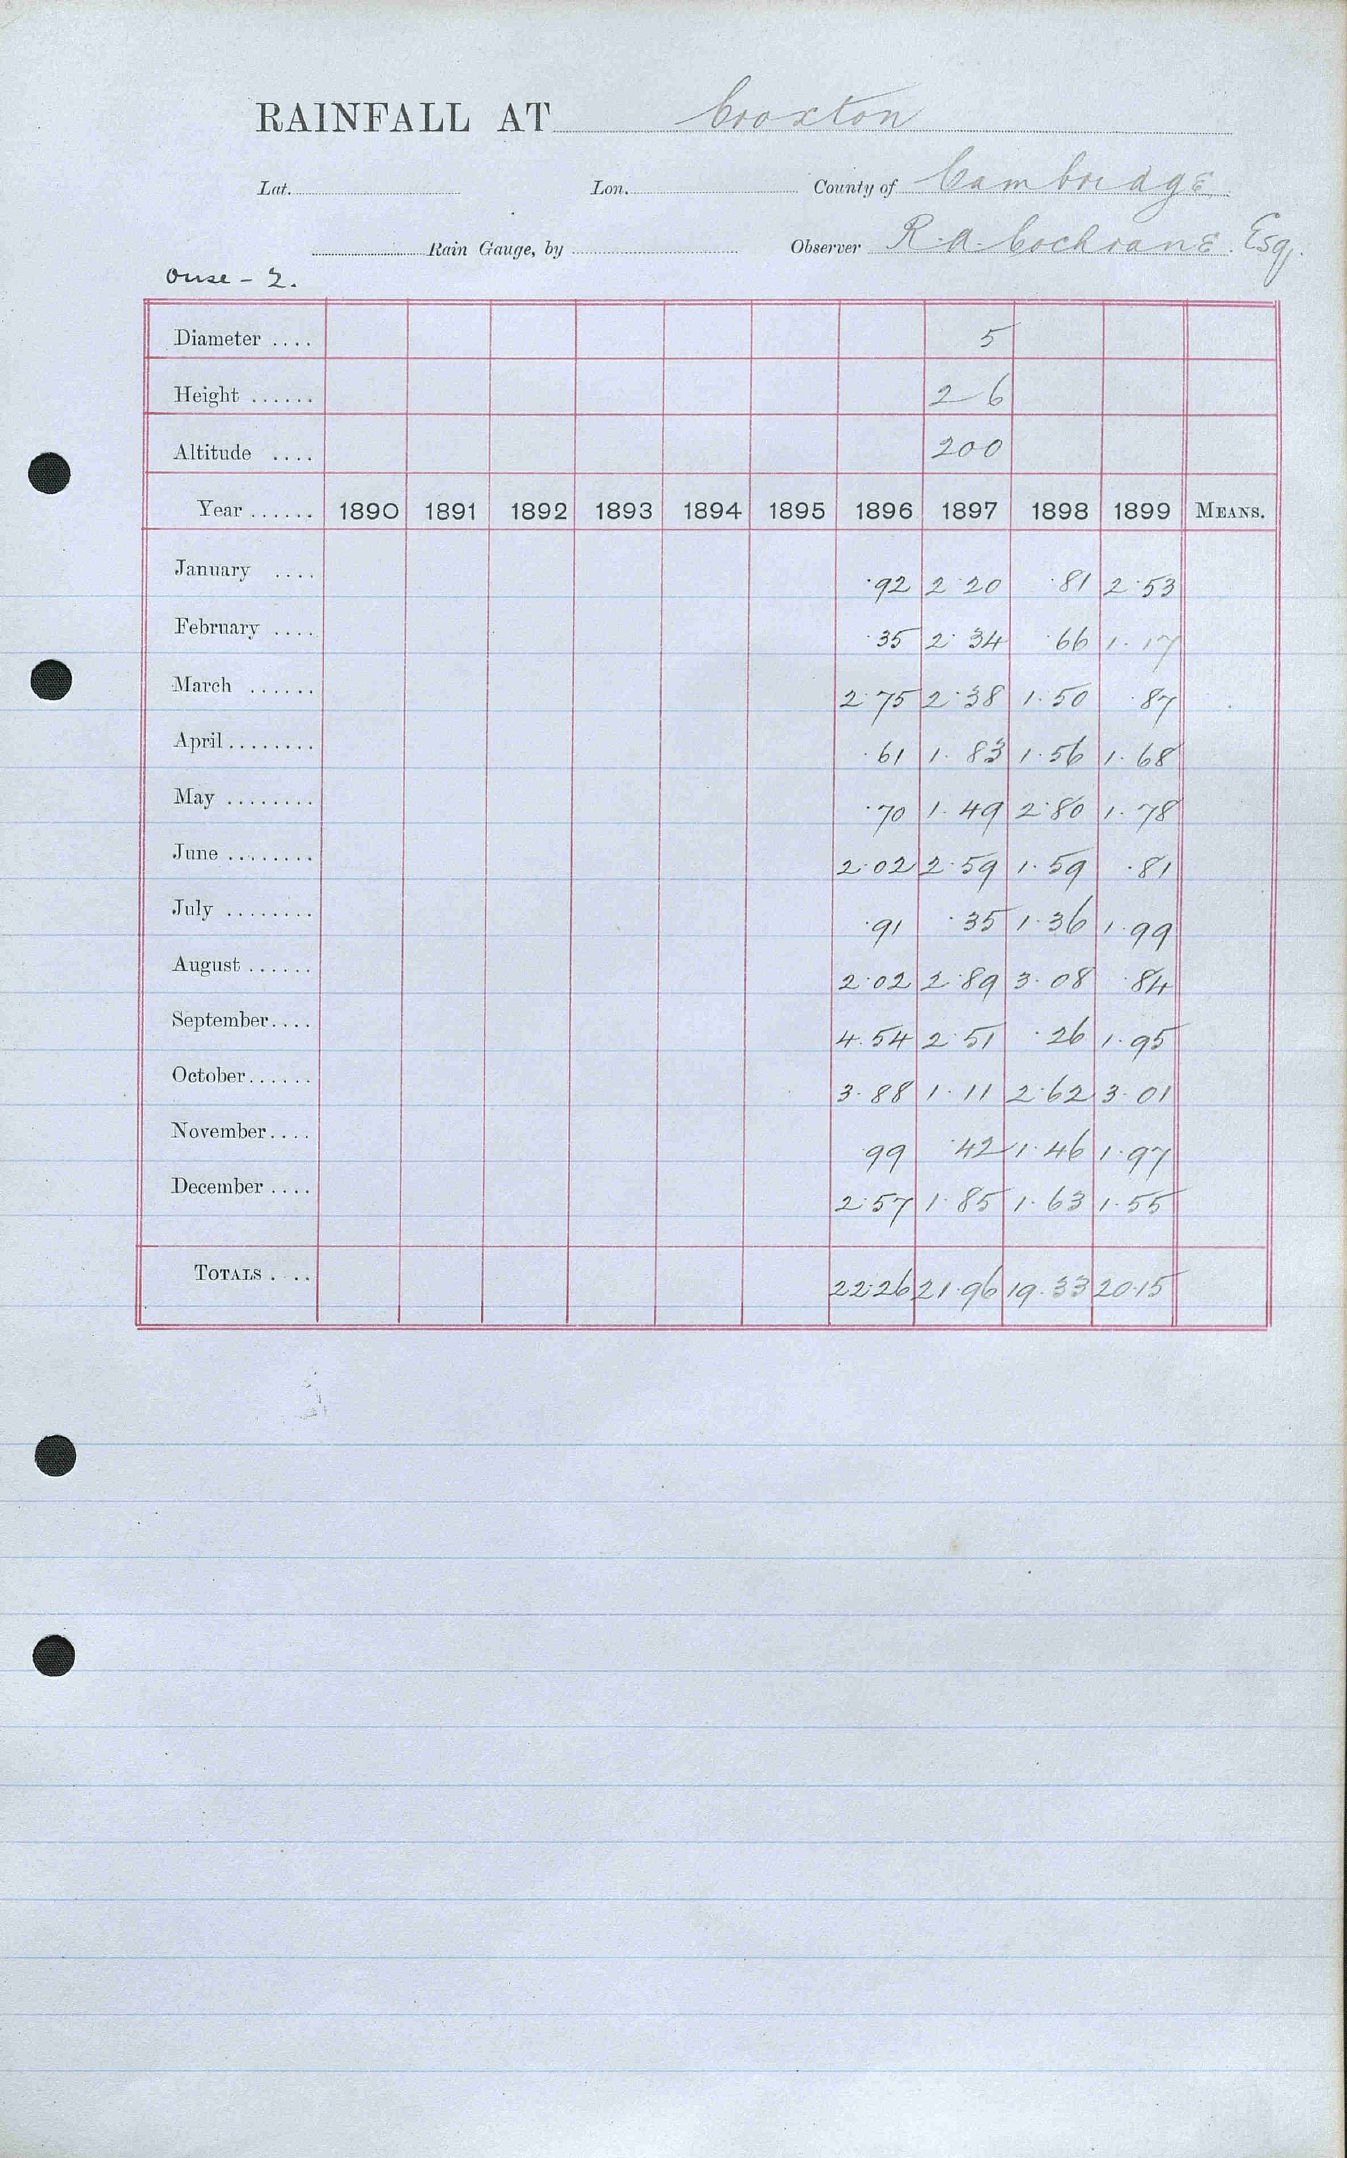 RAINFALL AT Croxton
Lat. Lon. County of Cambridge
Rain Gauge, by Observer R. A. Cochrane. Esq.
Ouse - 2.
Diameter .... 5
Height ...... 2 6
Altitude .... 200
Year ...... 1890 1891 1892 1893 1894 1895 1896 1897 1898 1899 MEANS.
January .... ·92 2·20 ·81 2·53
February .... ·35 2·34 ·66 1·17
March ...... 2·75 2·38 1·50 ·87
April ........ ·61 1·83 1·56 1·68
May ........ ·70 1·49 2·80 1·78
June ........ 2·02 2·59 1·59 ·81
July ........ ·91 ·35 1·36 1·99
August ...... 2·02 2·89 3·08 ·84
September .... 4·54 2·51 ·26 1·95
October ...... 3·88 1·11 2·62 3·01
November .... 99 ·42 1·46 1·97
December .... 2·57 1·85 1·63 1·55
TOTALS . .. 22·26 21·96 19·33 20·15